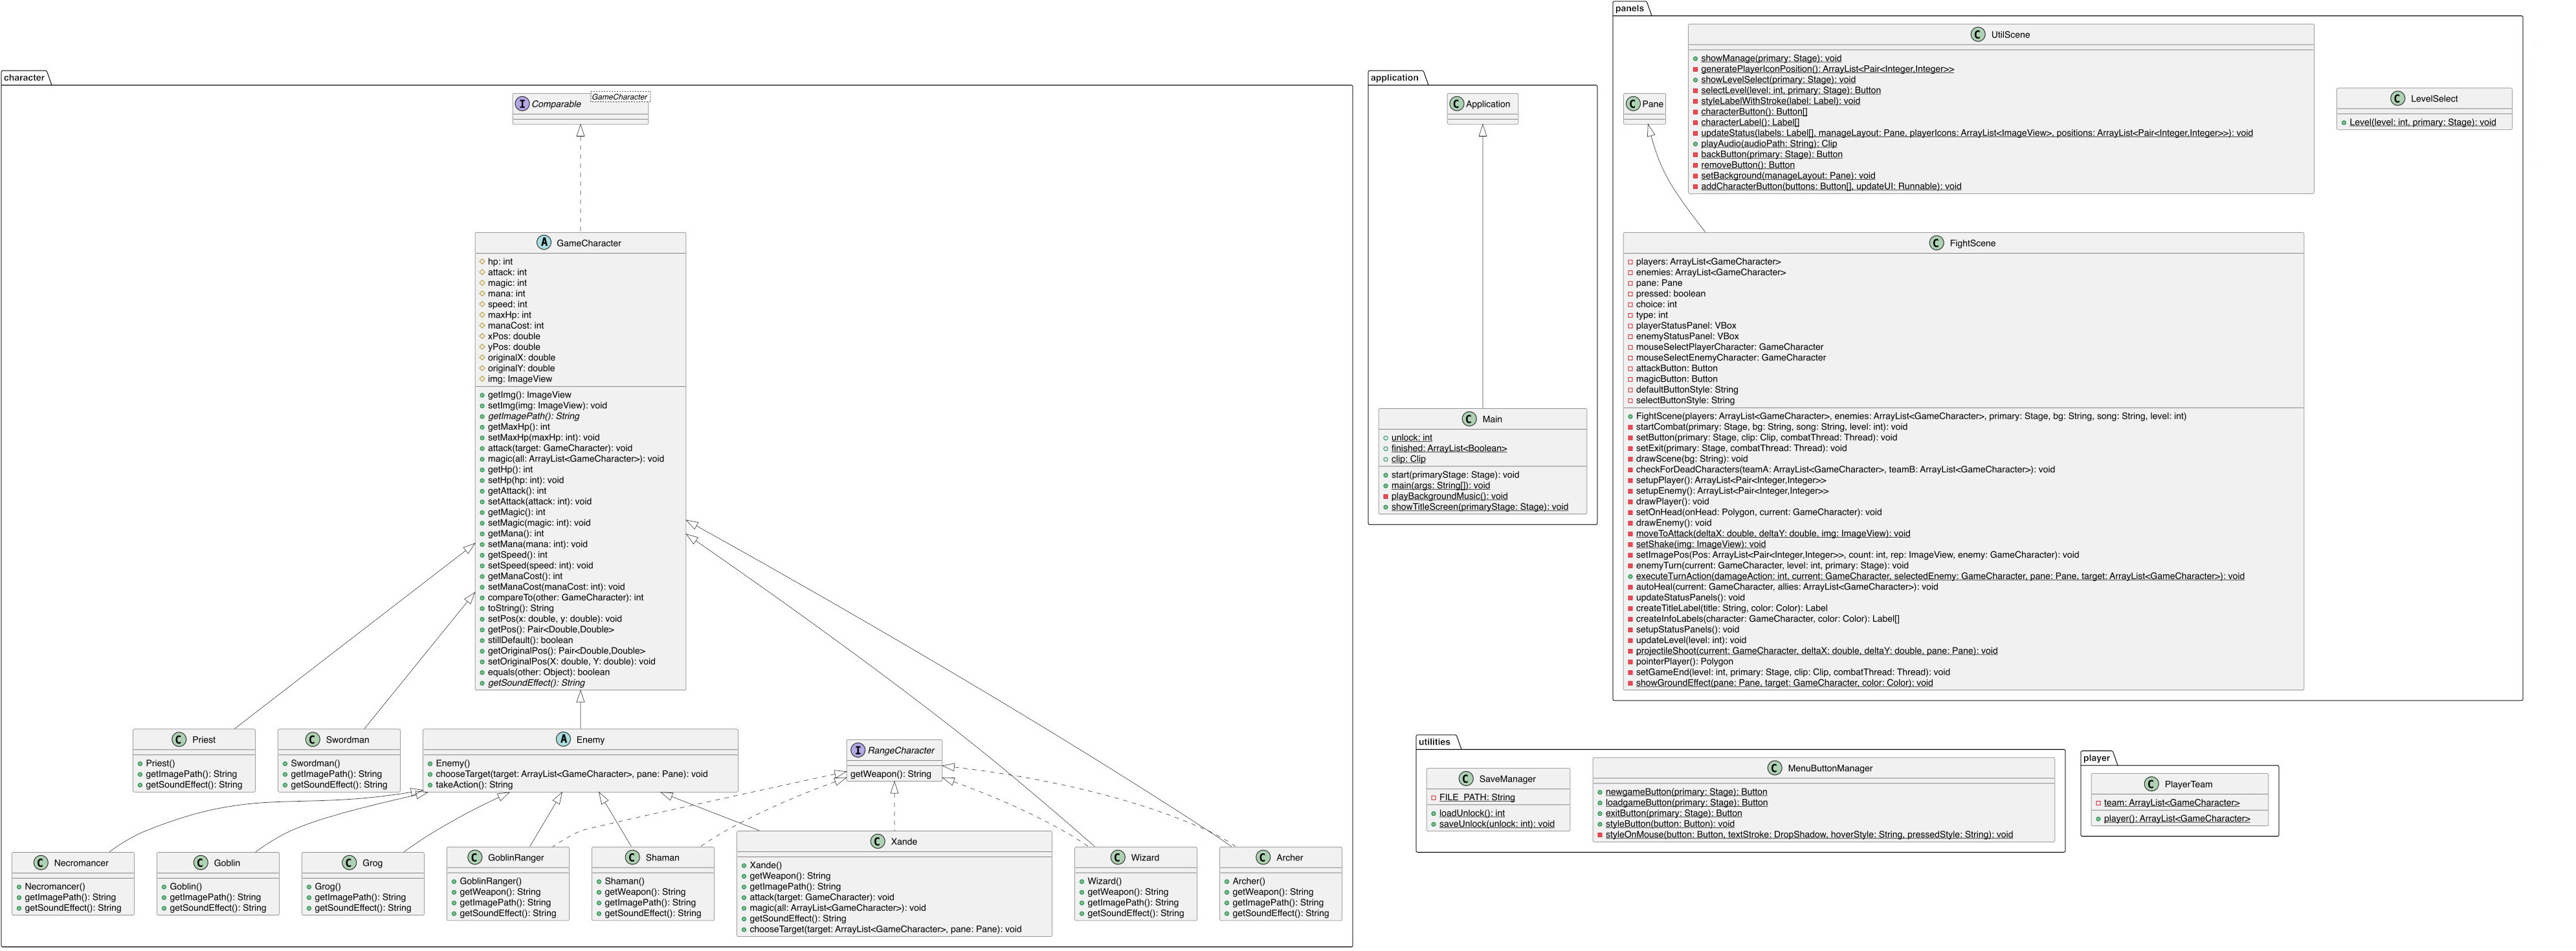 character
I Comparable
GameCharacter
A GameCharacter
hp: int
attack: int
magic: int
mana: int
speed: int
maxHp: int
manaCost: int
xPos: double
yPos: double
originalX: double
originalY: double
img: ImageView
getImg(): ImageView
setImg(img: ImageView): void
getImagePath(): String
getMaxHp(): int
setMaxHp(maxHp: int): void
attack(target: GameCharacter): void
magic(all: ArrayList<GameCharacter>): void
getHp(): int
setHp(hp: int): void
getAttack(): int
setAttack(attack: int): void
getMagic(): int
setMagic(magic: int): void
getMana(): int
setMana(mana: int): void
getSpeed(): int
setSpeed(speed: int): void
getManaCost(): int
setManaCost(manaCost: int): void
compareTo(other: GameCharacter): int
toString(): String
setPos(x: double, y: double): void
getPos(): Pair<Double,Double>
stillDefault(): boolean
getOriginalPos(): Pair<Double,Double>
setOriginalPos(X: double, Y: double): void
equals(other: Object): boolean
getSoundEffect(): String
C Priest
Priest()
getImagePath(): String
getSoundEffect(): String
C Swordman
Swordman()
getImagePath(): String
getSoundEffect(): String
A Enemy
Enemy()
chooseTarget(target: ArrayList<GameCharacter>, pane: Pane): void
takeAction(): String
I RangeCharacter
getWeapon(): String
C Necromancer
Necromancer()
getImagePath(): String
getSoundEffect(): String
C Goblin
Goblin()
getImagePath(): String
getSoundEffect(): String
C Grog
Grog()
getImagePath(): String
getSoundEffect(): String
C GoblinRanger
GoblinRanger()
getWeapon(): String
getImagePath(): String
getSoundEffect(): String
C Shaman
Shaman()
getWeapon(): String
getImagePath(): String
getSoundEffect(): String
C Xande
Xande()
getWeapon(): String
getImagePath(): String
attack(target: GameCharacter): void
magic(all: ArrayList<GameCharacter>): void
getSoundEffect(): String
chooseTarget(target: ArrayList<GameCharacter>, pane: Pane): void
C Wizard
Wizard()
getWeapon(): String
getImagePath(): String
getSoundEffect(): String
C Archer
Archer()
getWeapon(): String
getImagePath(): String
getSoundEffect(): String
application
C Application
C Main
unlock: int
finished: ArrayList<Boolean>
clip: Clip
start(primaryStage: Stage): void
main(args: String[]): void
playBackgroundMusic(): void
showTitleScreen(primaryStage: Stage): void
panels
C UtilScene
showManage(primary: Stage): void
generatePlayerIconPosition(): ArrayList<Pair<Integer,Integer>>
showLevelSelect(primary: Stage): void
selectLevel(level: int, primary: Stage): Button
styleLabelWithStroke(label: Label): void
characterButton(): Button[]
characterLabel(): Label[]
updateStatus(labels: Label[], manageLayout: Pane, playerIcons: ArrayList<ImageView>, positions: ArrayList<Pair<Integer,Integer>>): void
playAudio(audioPath: String): Clip
backButton(primary: Stage): Button
removeButton(): Button
setBackground(manageLayout: Pane): void
addCharacterButton(buttons: Button[], updateUI: Runnable): void
C Pane
C LevelSelect
Level(level: int, primary: Stage): void
C FightScene
players: ArrayList<GameCharacter>
enemies: ArrayList<GameCharacter>
pane: Pane
pressed: boolean
choice: int
type: int
playerStatusPanel: VBox
enemyStatusPanel: VBox
mouseSelectPlayerCharacter: GameCharacter
mouseSelectEnemyCharacter: GameCharacter
attackButton: Button
magicButton: Button
defaultButtonStyle: String
selectButtonStyle: String
FightScene(players: ArrayList<GameCharacter>, enemies: ArrayList<GameCharacter>, primary: Stage, bg: String, song: String, level: int)
startCombat(primary: Stage, bg: String, song: String, level: int): void
setButton(primary: Stage, clip: Clip, combatThread: Thread): void
setExit(primary: Stage, combatThread: Thread): void
drawScene(bg: String): void
checkForDeadCharacters(teamA: ArrayList<GameCharacter>, teamB: ArrayList<GameCharacter>): void
setupPlayer(): ArrayList<Pair<Integer,Integer>>
setupEnemy(): ArrayList<Pair<Integer,Integer>>
drawPlayer(): void
setOnHead(onHead: Polygon, current: GameCharacter): void
drawEnemy(): void
moveToAttack(deltaX: double, deltaY: double, img: ImageView): void
setShake(img: ImageView): void
setImagePos(Pos: ArrayList<Pair<Integer,Integer>>, count: int, rep: ImageView, enemy: GameCharacter): void
enemyTurn(current: GameCharacter, level: int, primary: Stage): void
executeTurnAction(damageAction: int, current: GameCharacter, selectedEnemy: GameCharacter, pane: Pane, target: ArrayList<GameCharacter>): void
autoHeal(current: GameCharacter, allies: ArrayList<GameCharacter>): void
updateStatusPanels(): void
createTitleLabel(title: String, color: Color): Label
createInfoLabels(character: GameCharacter, color: Color): Label[]
setupStatusPanels(): void
updateLevel(level: int): void
projectileShoot(current: GameCharacter, deltaX: double, deltaY: double, pane: Pane): void
pointerPlayer(): Polygon
setGameEnd(level: int, primary: Stage, clip: Clip, combatThread: Thread): void
showGroundEffect(pane: Pane, target: GameCharacter, color: Color): void
utilities
C SaveManager
FILE_PATH: String
loadUnlock(): int
saveUnlock(unlock: int): void
C MenuButtonManager
newgameButton(primary: Stage): Button
loadgameButton(primary: Stage): Button
exitButton(primary: Stage): Button
styleButton(button: Button): void
styleOnMouse(button: Button, textStroke: DropShadow, hoverStyle: String, pressedStyle: String): void
player
C PlayerTeam
team: ArrayList<GameCharacter>
player(): ArrayList<GameCharacter>